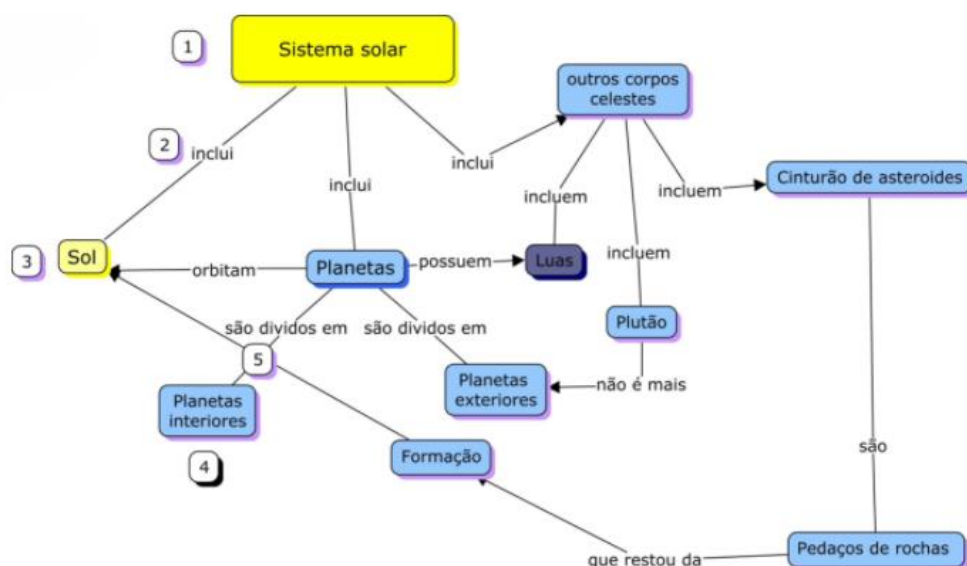 1
Sistema solar
outros corpos
celestes
2
inclui
inclui
inclui
incluem
incluem
incluem
Cinturão de asteroides
3
Sol
orbitam
Planetas
possuem
Luas
são dividos em
são dividos em
Plutão
5
Planetas
interiores
Planetas
exteriores
não é mais
4
Formação
são
que restou da
Pedaços de rochas